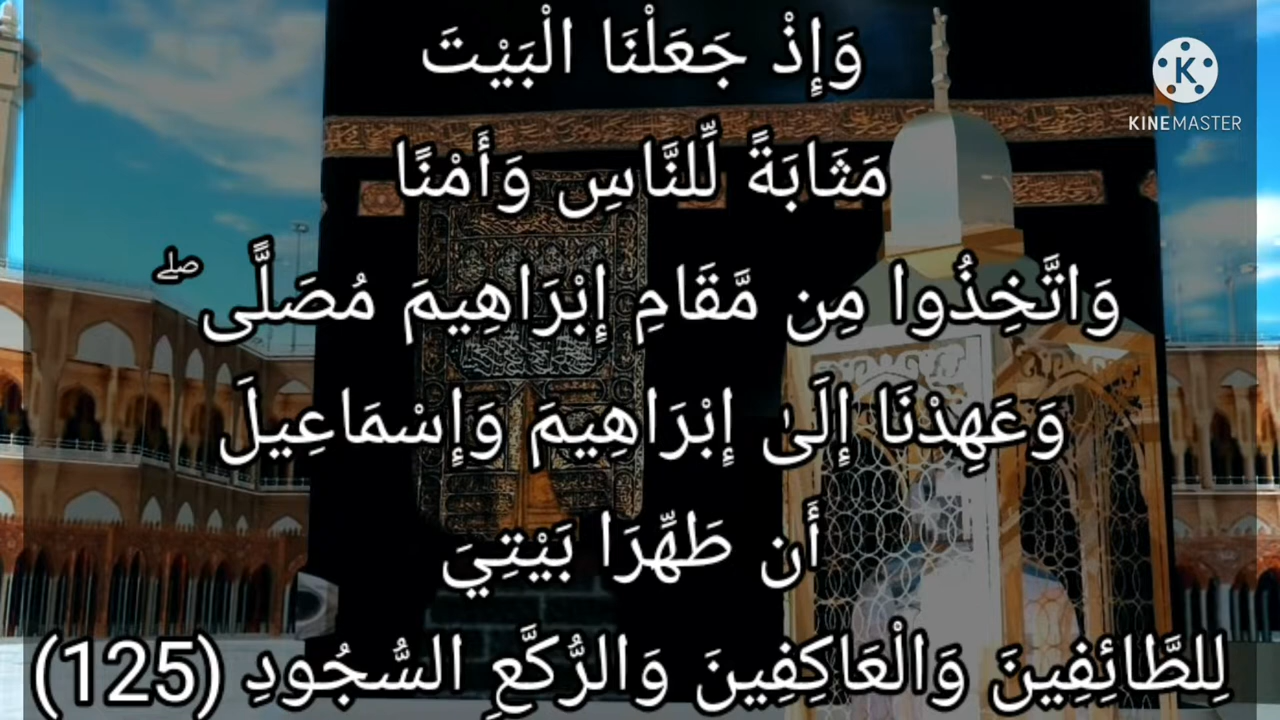 وَإِذْ جَعَلْنَا الْبَيْتَ
مَثَابَةً لِّلنَّاسِ وَأَمْنًا
وَاتَّخِذُوا مِن مَّقَامِ إِبْرَاهِيمَ مُصَلًّى ۖ
وَعَهِدْنَا إِلَىٰ إِبْرَاهِيمَ وَإِسْمَاعِيلَ
أَن طَهِّرَا بَيْتِيَ
لِلطَّائِفِينَ وَالْعَاكِفِينَ وَالرُّكَّعِ السُّجُودِ (125)
KINEMASTER